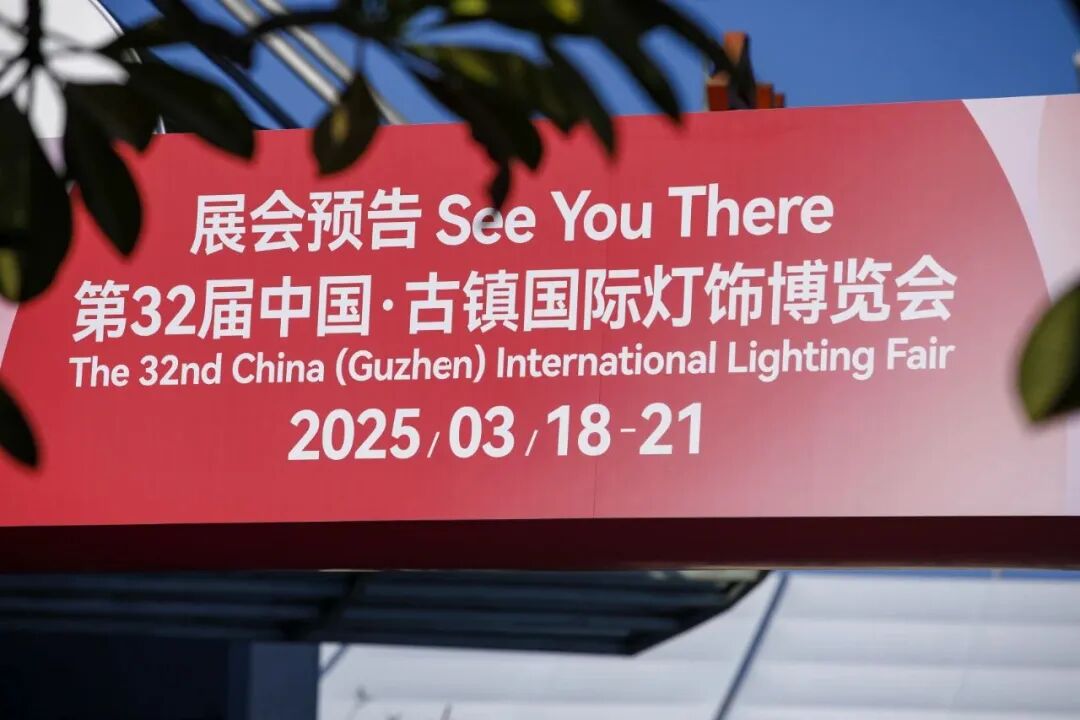 展会预告 See You There
第32届中国·古镇国际灯饰博览会
The 32nd China (Guzhen) International Lighting Fair
2025/03/18-21